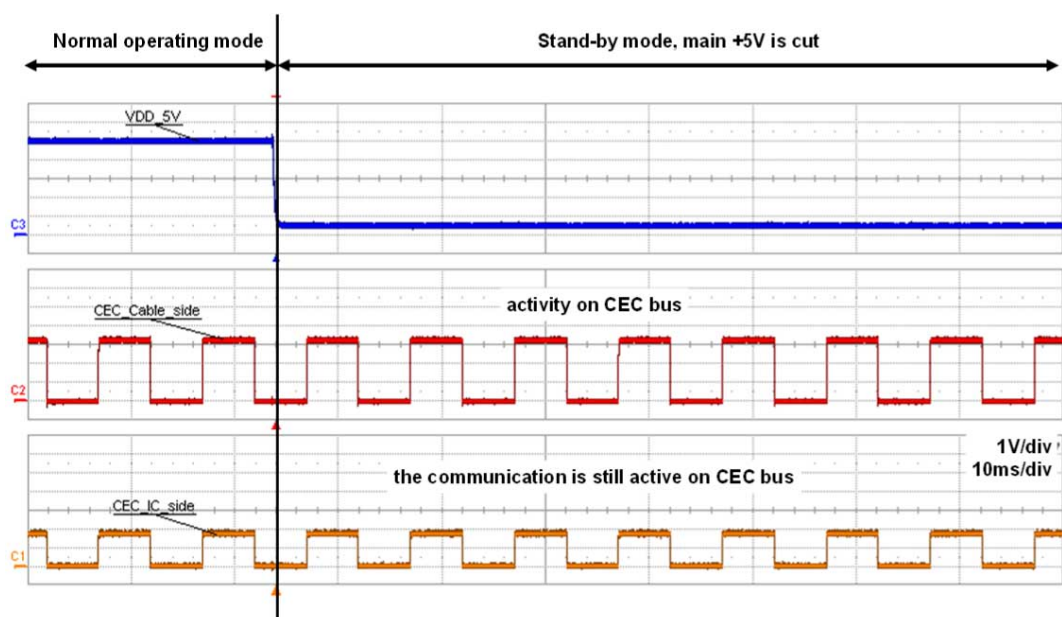 Normal operating mode
Stand-by mode, main +5V is cut
VDD_5V
C3
CEC_Cable_side
activity on CEC bus
C2
1V/div
10ms/div
the communication is still active on CEC bus
CEC_IC_side
C1